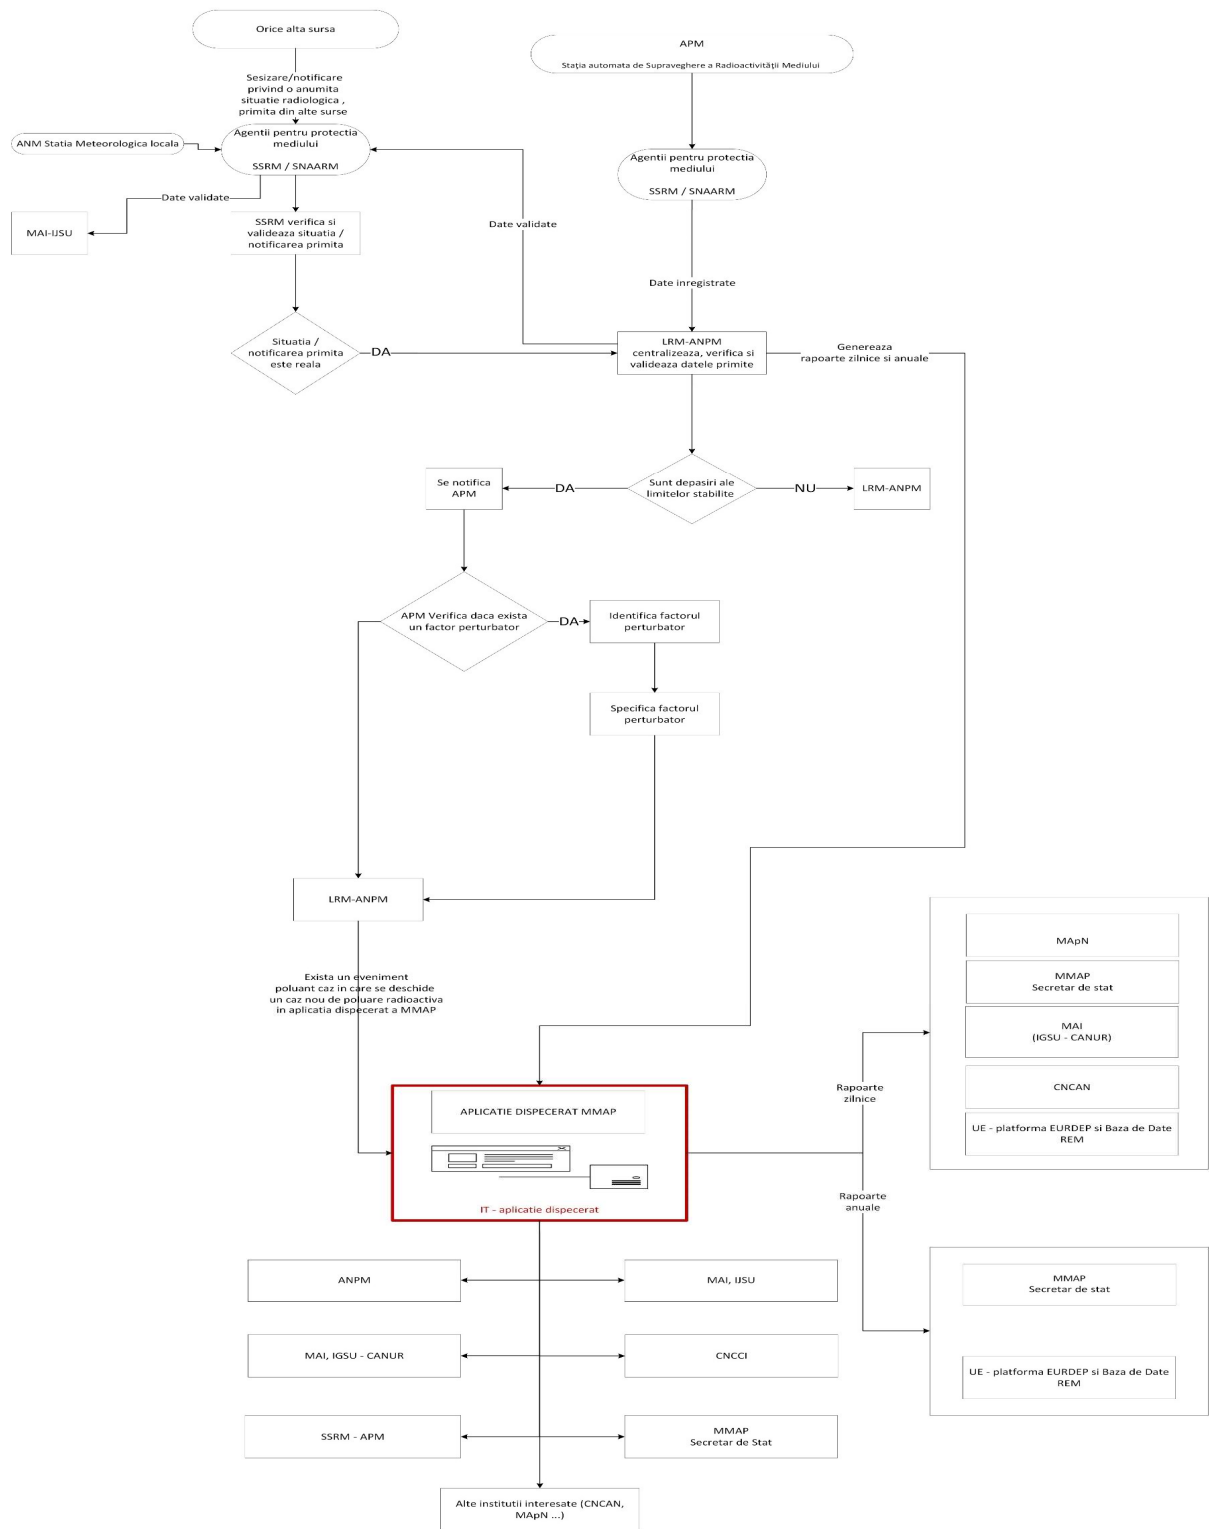 Orice alta sursa
APM
Stația automata de Supraveghere a Radioactivității Mediului
Sesizare/notificare
privind o anumita
situatie radiologica ,
primita din alte surse
ANM Statia Meteorologica locala
Agentii pentru protectia
mediului
SSRM / SNAARM
Agentii pentru protectia
mediului
SSRM / SNAARM
Date validate
MAI-IJSU
SSRM verifica si
valideaza situatia /
notificarea primita
Date validate
Date inregistrate
Situatia /
notificarea primita
este reala
DA
LRM-ANPM
centralizeaza, verifica si
valideaza datele primite
Genereaza
rapoarte zilnice si anuale
Se notifica
APM
DA
Sunt depasiri ale
limitelor stabilite
NU
LRM-ANPM
APM Verifica daca exista
un factor perturbator
DA
Identifica factorul
perturbator
Specifica factorul
perturbator
LRM-ANPM
Exista un eveniment
poluant caz in care se deschide
un caz nou de poluare radioactiva
in aplicatia dispecerat a MMAP
MApN
MMAP
Secretar de stat
MAI
(IGSU - CANUR)
CNCAN
UE - platforma EURDEP si Baza de Date
REM
Rapoarte
zilnice
APLICATIE DISPECERAT MMAP
IT - aplicatie dispecerat
Rapoarte
anuale
MMAP
Secretar de stat
UE - platforma EURDEP si Baza de Date
REM
ANPM
MAI, IJSU
MAI, IGSU - CANUR
CNCCI
SSRM - APM
MMAP
Secretar de Stat
Alte institutii interesate (CNCAN,
MApN ...)